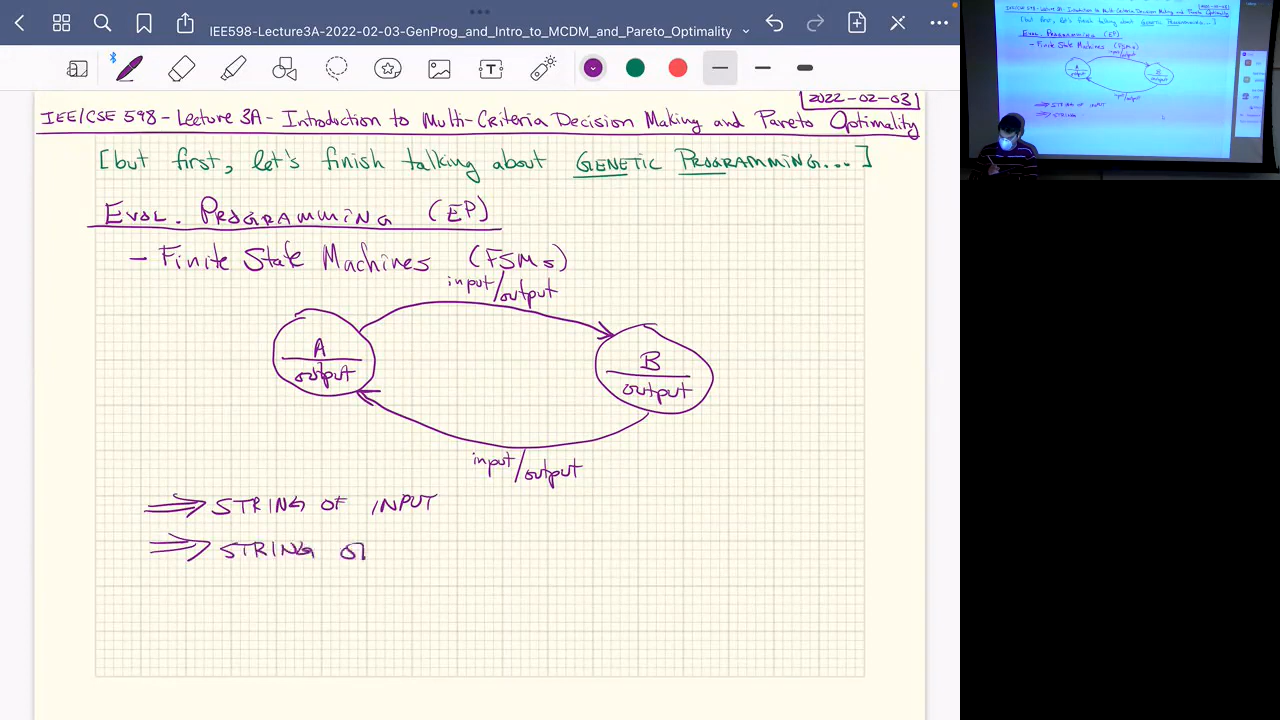 IEE598-Lecture3A-2022-02-03-GenProg_and_Intro_to_MCDM_and_Pareto_Optimality
2022-02-03
IEE/CSE 598 - Lecture 3A - Introduction to Multi-Criteria Decision Making and Pareto Optimality
[but first, let's finish talking about GENETIC PROGRAMMING...]
EVOL. PROGRAMMING (EP)
- Finite State Machines (FSMs)
input/output
A
output
B
output
input/output
⇒ STRING OF INPUT
⇒ STRING OF